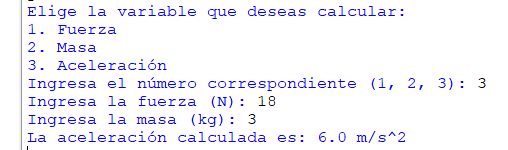 Elige la variable que deseas calcular:
1. Fuerza
2. Masa
3. Aceleración
Ingresa el número correspondiente (1, 2, 3): 3
Ingresa la fuerza (N): 18
Ingresa la masa (kg): 3
La aceleración calculada es: 6.0 m/s^2